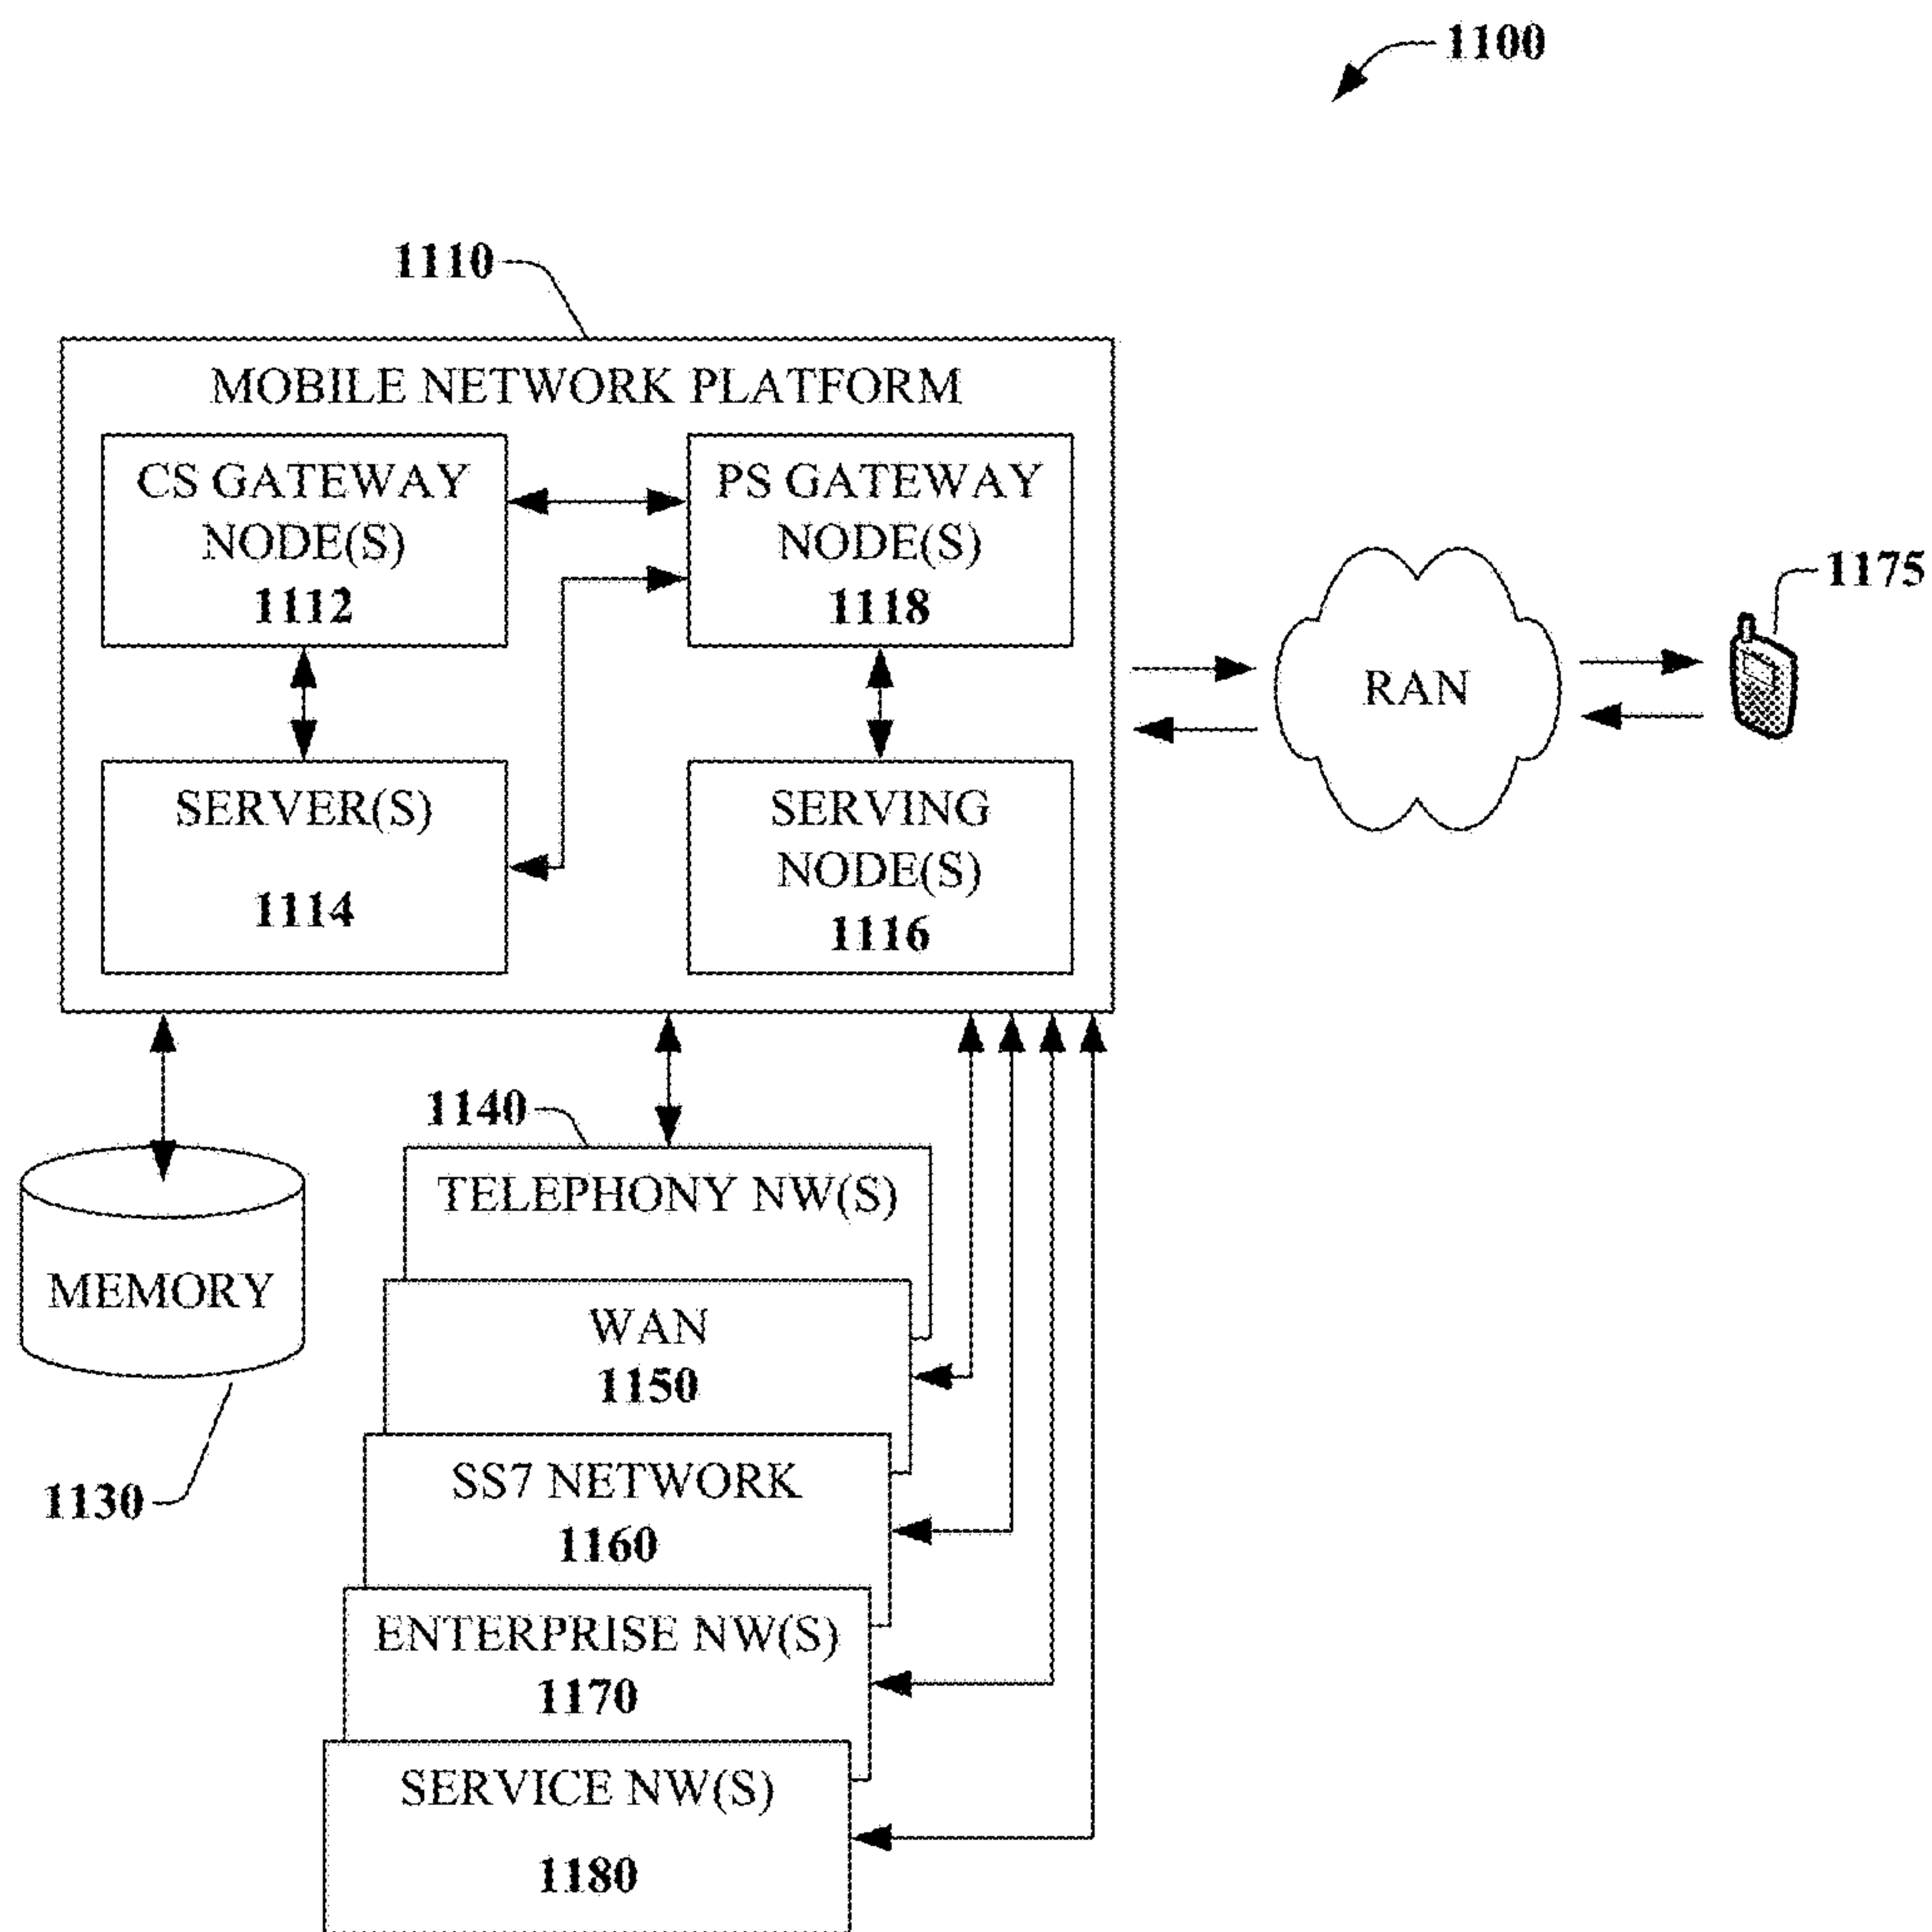 1100
1110
MOBILE NETWORK PLATFORM
CS GATEWAY
NODE(S)
1112
PS GATEWAY
NODE(S)
1118
SERVER(S)
1114
SERVING
NODE(S)
1116
RAN
1175
1140
TELEPHONY NW(S)
MEMORY
1130
WAN
1150
SS7 NETWORK
1160
ENTERPRISE NW(S)
1170
SERVICE NW(S)
1180